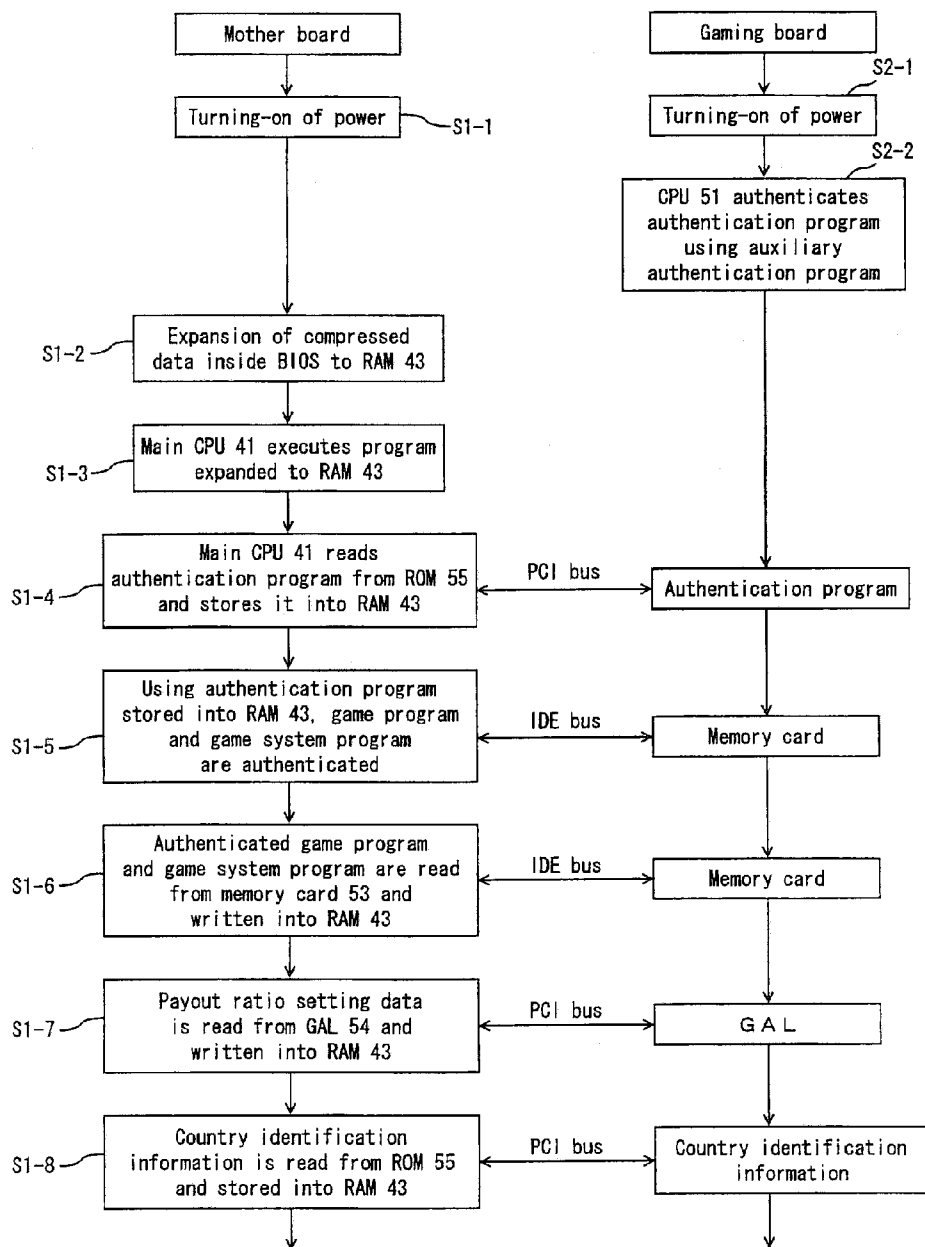 Mother board
Gaming board
S2-1
Turning-on of power
S1-1
Turning-on of power
S2-2
CPU 51 authenticates
authentication program
using auxiliary
authentication program
S1-2
Expansion of compressed
data inside BIOS to RAM 43
S1-3
Main CPU 41 executes program
expanded to RAM 43
S1-4
Main CPU 41 reads
authentication program from ROM 55
and stores it into RAM 43
PCI bus
Authentication program
S1-5
Using authentication program
stored into RAM 43, game program
and game system program
are authenticated
IDE bus
Memory card
S1-6
Authenticated game program
and game system program are read
from memory card 53 and
written into RAM 43
IDE bus
Memory card
S1-7
Payout ratio setting data
is read from GAL 54 and
written into RAM 43
PCI bus
GAL
S1-8
Country identification
information is read from ROM 55
and stored into RAM 43
PCI bus
Country identification
information